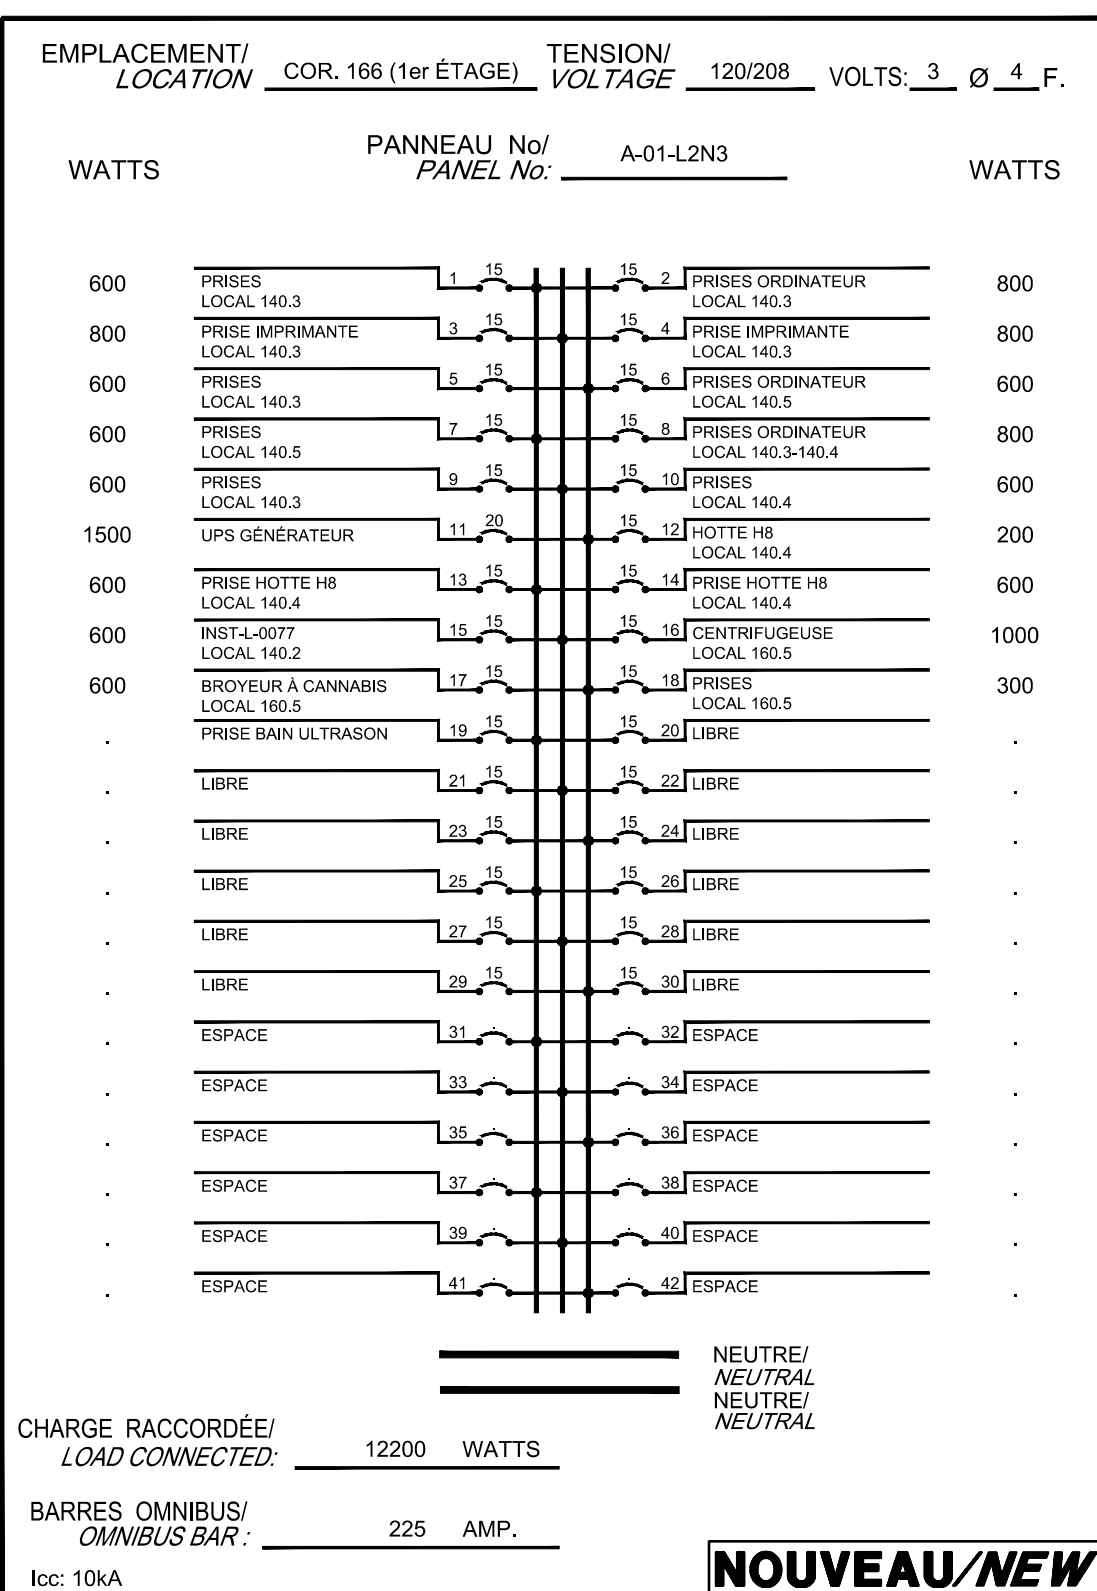 EMPLACEMENT/ LOCATION COR. 166 (1er ÉTAGE) TENSION/ VOLTAGE 120/208 VOLTS: 3 Ø 4 F.
PANNEAU No/ PANEL No: A-01-L2N3
WATTS WATTS
600 PRISES LOCAL 140.3 1 15 15 2 PRISES ORDINATEUR LOCAL 140.3 800
800 PRISE IMPRIMANTE LOCAL 140.3 3 15 15 4 PRISE IMPRIMANTE LOCAL 140.3 800
600 PRISES LOCAL 140.3 5 15 15 6 PRISES ORDINATEUR LOCAL 140.5 600
600 PRISES LOCAL 140.5 7 15 15 8 PRISES ORDINATEUR LOCAL 140.3-140.4 800
600 PRISES LOCAL 140.3 9 15 15 10 PRISES LOCAL 140.4 600
1500 UPS GÉNÉRATEUR 11 20 15 12 HOTTE H8 LOCAL 140.4 200
600 PRISE HOTTE H8 LOCAL 140.4 13 15 15 14 PRISE HOTTE H8 LOCAL 140.4 600
600 INST-L-0077 LOCAL 140.2 15 15 15 16 CENTRIFUGEUSE LOCAL 160.5 1000
600 BROYEUR À CANNABIS LOCAL 160.5 17 15 15 18 PRISES LOCAL 160.5 300
. PRISE BAIN ULTRASON 19 15 15 20 LIBRE .
. LIBRE 21 15 15 22 LIBRE .
. LIBRE 23 15 15 24 LIBRE .
. LIBRE 25 15 15 26 LIBRE .
. LIBRE 27 15 15 28 LIBRE .
. LIBRE 29 15 15 30 LIBRE .
. ESPACE 31 . . 32 ESPACE .
. ESPACE 33 . . 34 ESPACE .
. ESPACE 35 . . 36 ESPACE .
. ESPACE 37 . . 38 ESPACE .
. ESPACE 39 . . 40 ESPACE .
. ESPACE 41 . . 42 ESPACE .
NEUTRE/
NEUTRAL
NEUTRE/
NEUTRAL
CHARGE RACCORDÉE/
LOAD CONNECTED: 12200 WATTS
BARRES OMNIBUS/
OMNIBUS BAR : 225 AMP.
Icc: 10kA
NOUVEAU/NEW